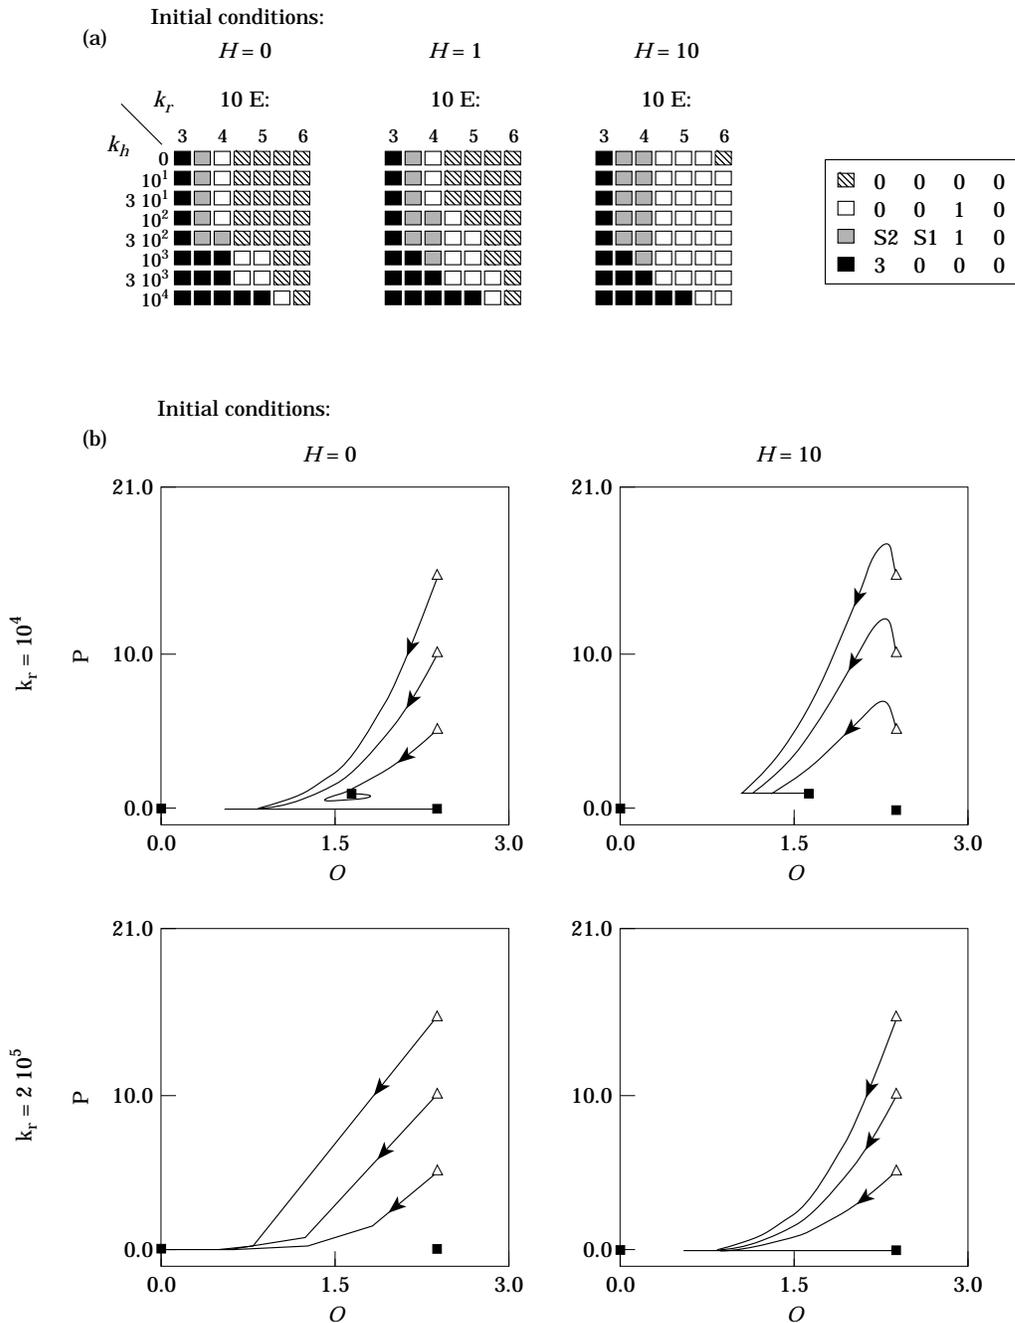 Initial conditions:
(a)
H = 0
H = 1
H = 10
k_r 10 E:
10 E:
10 E:
k_h
3 4 5 6
3 4 5 6
3 4 5 6
0
10^1
3 10^1
10^2
3 10^2
10^3
3 10^3
10^4
0 0 0 0
0 0 1 0
S2 S1 1 0
3 0 0 0
Initial conditions:
(b)
H = 0
H = 10
k_r = 10^4
P
21.0
10.0
0.0
0.0 1.5 3.0
O
21.0
10.0
0.0
0.0 1.5 3.0
O
k_r = 2 10^5
P
21.0
10.0
0.0
0.0 1.5 3.0
O
21.0
10.0
0.0
0.0 1.5 3.0
O